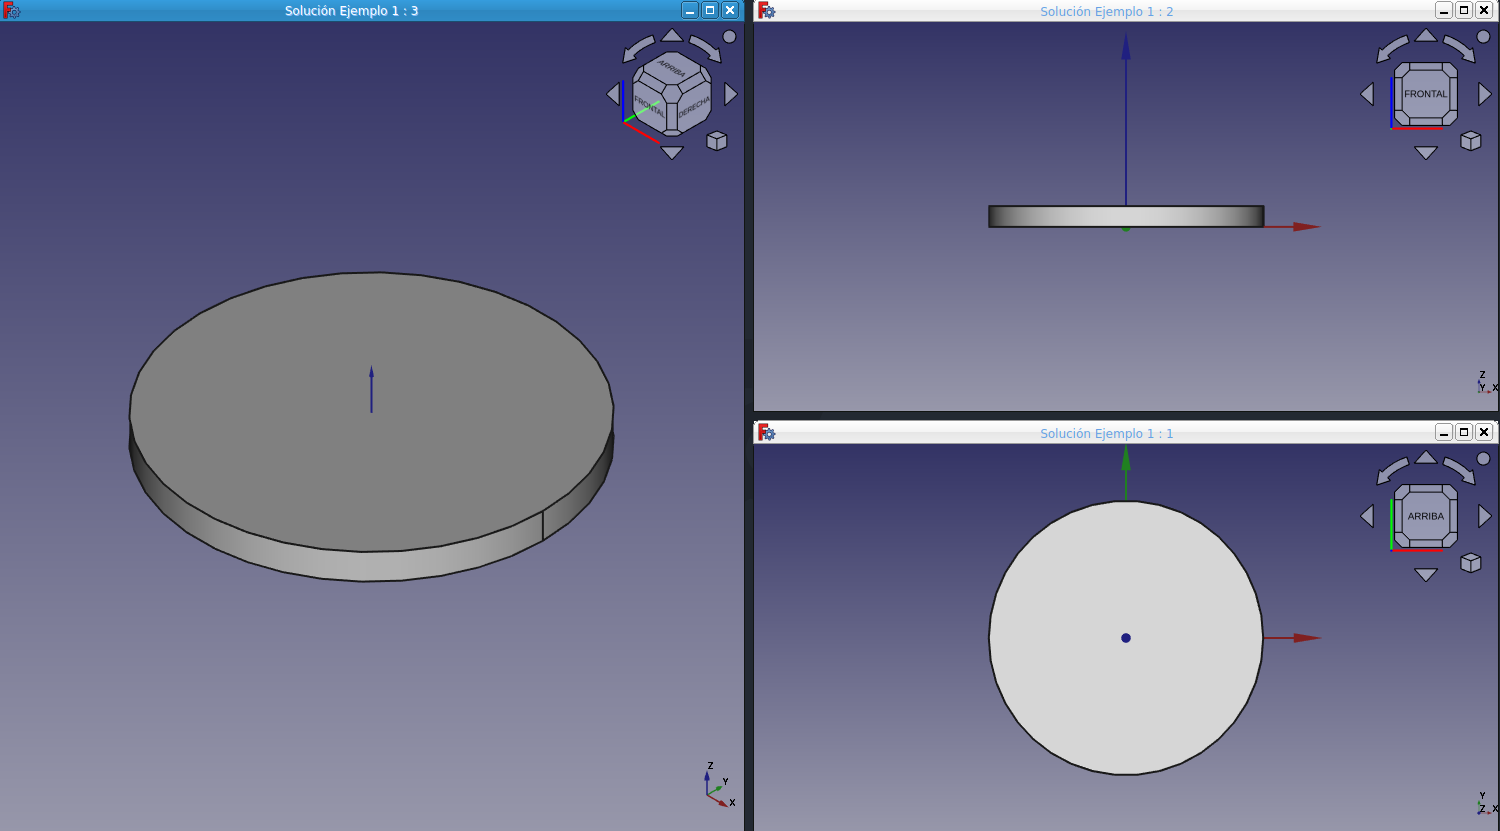 Solución Ejemplo 1 : 3
ARRIBA
FRONTAL
DERECHA
Z
Y
X
Solución Ejemplo 1 : 2
FRONTAL
Z
Y X
Solución Ejemplo 1 : 1
ARRIBA
Y
Z X